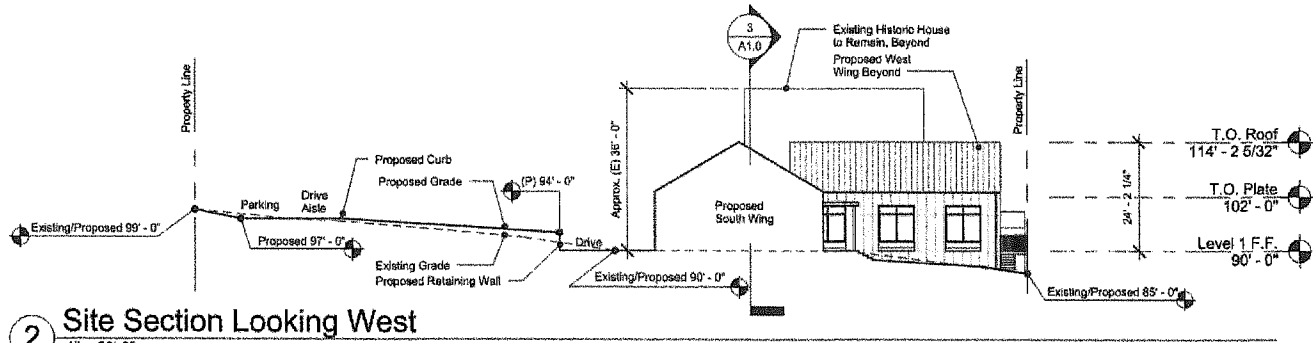 3
A1.0
Existing Historic House
to Remain, Beyond
Proposed West
Wing Beyond
Property Line
Property Line
T.O. Roof
114' - 2 5/32"
Proposed Curb
Proposed Grade
(P) 94' - 0"
Approx. (E) 36' - 0"
24' - 2 1/4"
Parking
Drive
Aisle
T.O. Plate
102' - 0"
Proposed
South Wing
Existing/Proposed 99' - 0"
Proposed 97' - 0"
Drive
Level 1 F.F.
90' - 0"
Existing Grade
Proposed Retaining Wall
Existing/Proposed 90' - 0"
Existing/Proposed 85' - 0"
2
Site Section Looking West